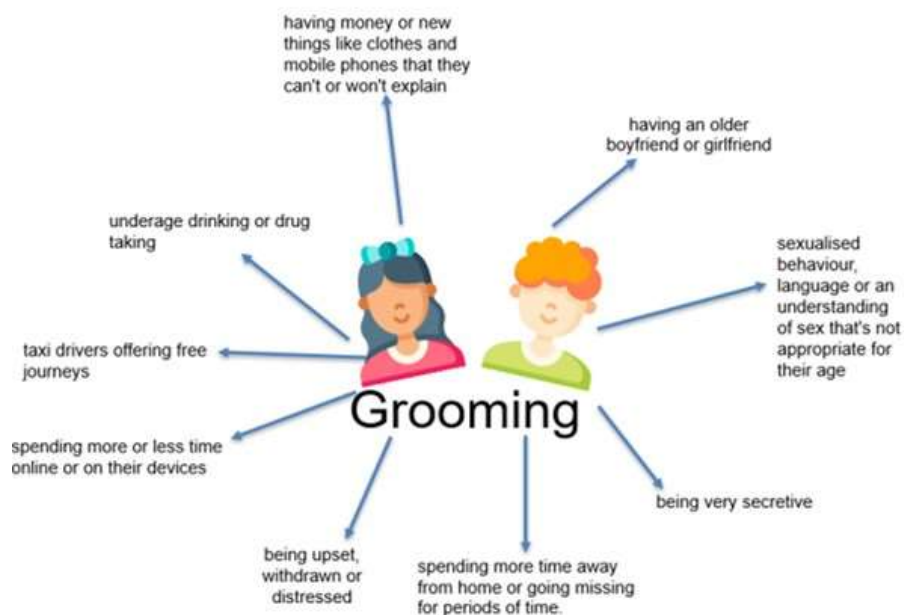 having money or new
things like clothes and
mobile phones that they
can't or won't explain
having an older
boyfriend or girlfriend
underage drinking or drug
taking
sexualised
behaviour,
language or an
understanding
of sex that's not
appropriate for
their age
taxi drivers offering free
journeys
Grooming
spending more or less time
online or on their devices
being very secretive
being upset,
withdrawn or
distressed
spending more time away
from home or going missing
for periods of time.